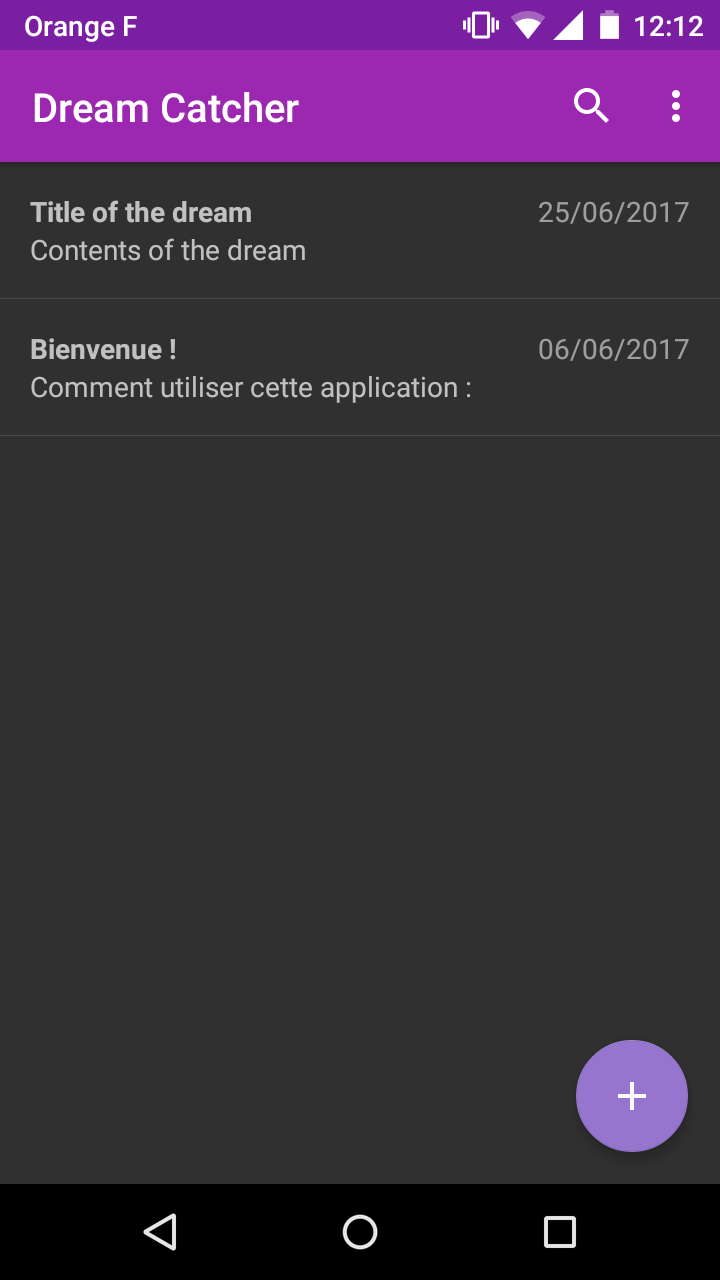 Orange F
12:12
Dream Catcher
Title of the dream
25/06/2017
Contents of the dream
Bienvenue !
06/06/2017
Comment utiliser cette application :